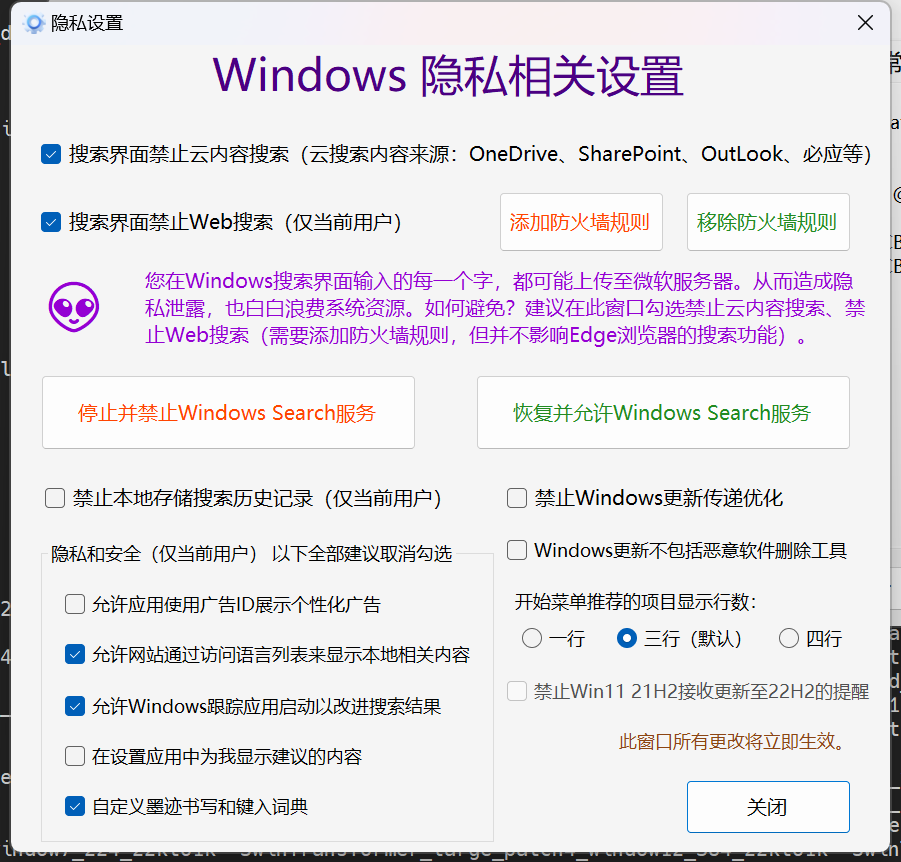 隐私设置
Windows 隐私相关设置
搜索界面禁止云内容搜索（云搜索内容来源：OneDrive、SharePoint、OutLook、必应等）
搜索界面禁止Web搜索（仅当前用户）
添加防火墙规则
移除防火墙规则
您在Windows搜索界面输入的每一个字，都可能上传至微软服务器。从而造成隐
私泄露，也白白浪费系统资源。如何避免？建议在此窗口勾选禁止云内容搜索、禁
止Web搜索（需要添加防火墙规则，但并不影响Edge浏览器的搜索功能）。
停止并禁止Windows Search服务
恢复并允许Windows Search服务
禁止本地存储搜索历史记录（仅当前用户）
禁止Windows更新传递优化
隐私和安全（仅当前用户） 以下全部建议取消勾选
Windows更新不包括恶意软件删除工具
允许应用使用广告ID展示个性化广告
开始菜单推荐的项目显示行数：
一行
三行（默认）
四行
允许网站通过访问语言列表来显示本地相关内容
禁止Win11 21H2接收更新至22H2的提醒
允许Windows跟踪应用启动以改进搜索结果
此窗口所有更改将立即生效。
在设置应用中为我显示建议的内容
自定义墨迹书写和键入词典
关闭